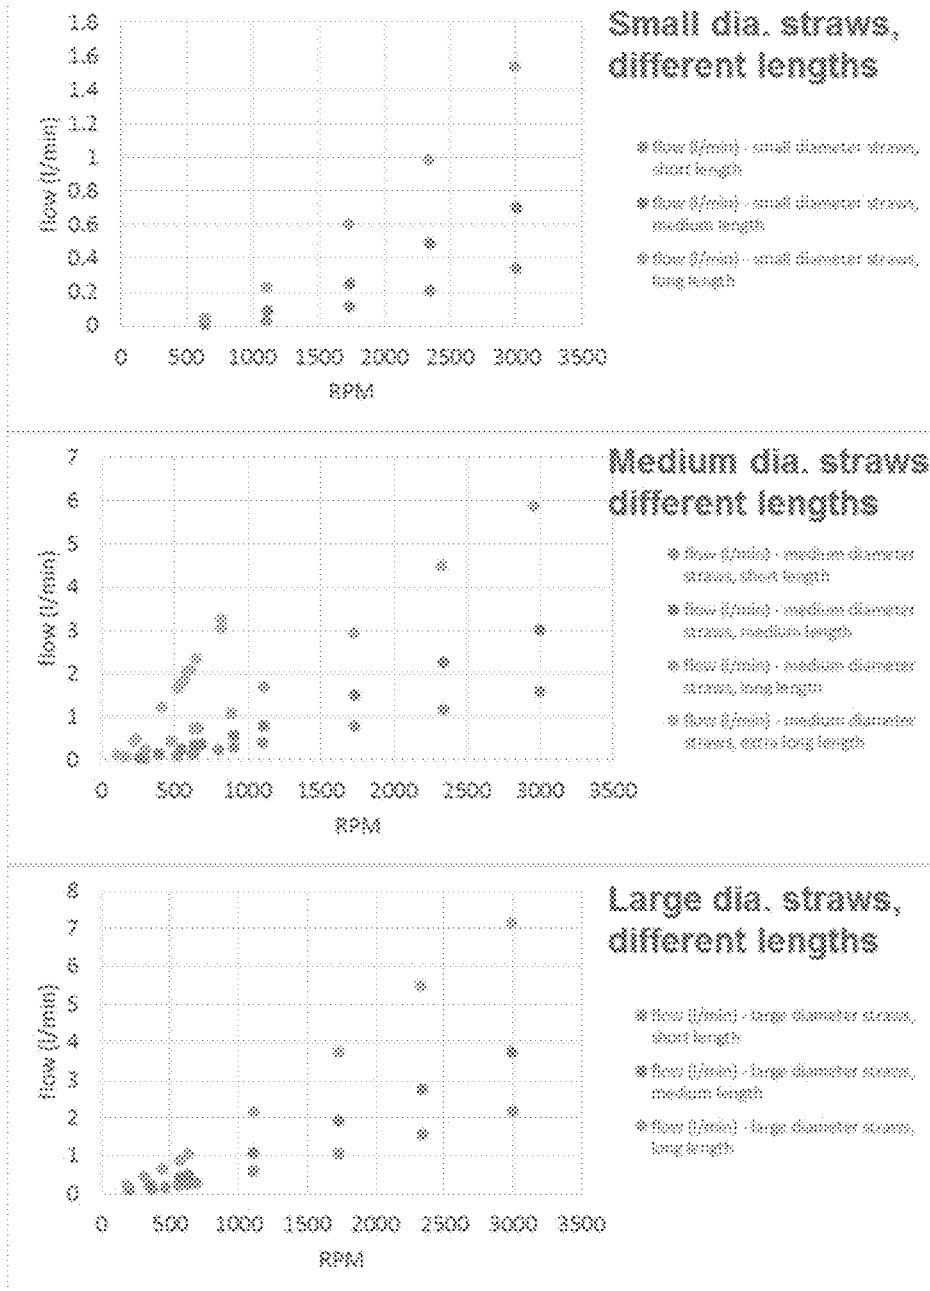 Small dia. straws,
different lengths
1.8
1.6
1.4
1.2
1
0.8
0.6
0.4
0.2
0
flow (l/min)
0 500 1000 1500 2000 2500 3000 3500
RPM
flow (l/min) - small diameter straws,
short length
flow (l/min) - small diameter straws,
medium length
flow (l/min) - small diameter straws,
long length
Medium dia. straws
different lengths
7
6
5
4
3
2
1
0
flow (l/min)
0 500 1000 1500 2000 2500 3000 3500
RPM
flow (l/min) - medium diameter
straws, short length
flow (l/min) - medium diameter
straws, medium length
flow (l/min) - medium diameter
straws, long length
flow (l/min) - medium diameter
straws, extra long length
Large dia. straws,
different lengths
8
7
6
5
4
3
2
1
0
flow (l/min)
0 500 1000 1500 2000 2500 3000 3500
RPM
flow (l/min) - large diameter straws,
short length
flow (l/min) - large diameter straws,
medium length
flow (l/min) - large diameter straws,
long length